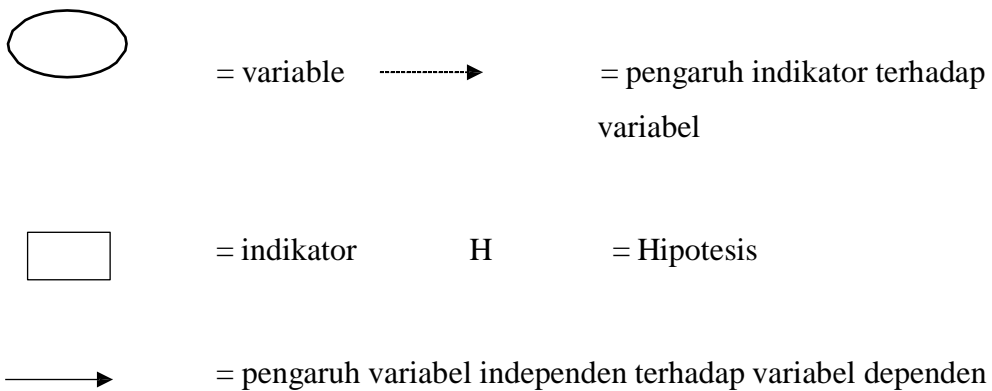 = variable = pengaruh indikator terhadap
variabel
= indikator H = Hipotesis
= pengaruh variabel independen terhadap variabel dependen